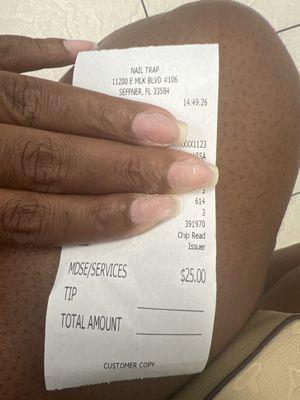 NAIL TRAP
11200 E MLK BLVD #106
SEFFNER, FL 33584
14:49:26
XXXX1123
VISA
3
614
3
391970
Chip Read
Issuer
MDSE/SERVICES $25.00
TIP
TOTAL AMOUNT
CUSTOMER COPY